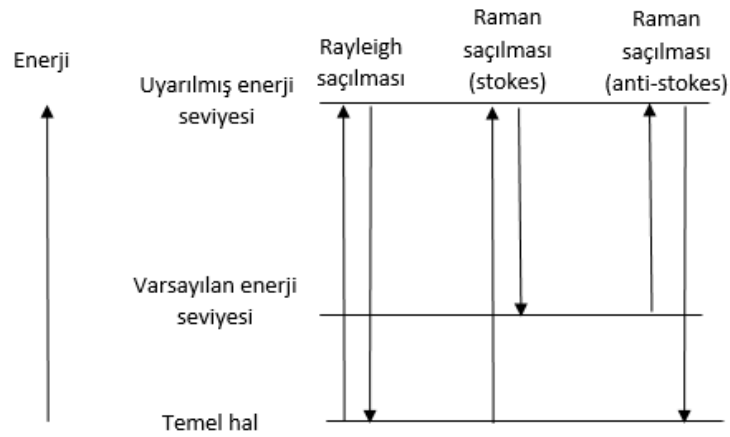 Enerji
Uyarılmış enerji
seviyesi
Rayleigh
saçılması
Raman
saçılması
(stokes)
Raman
saçılması
(anti-stokes)
Varsayılan enerji
seviyesi
Temel hal